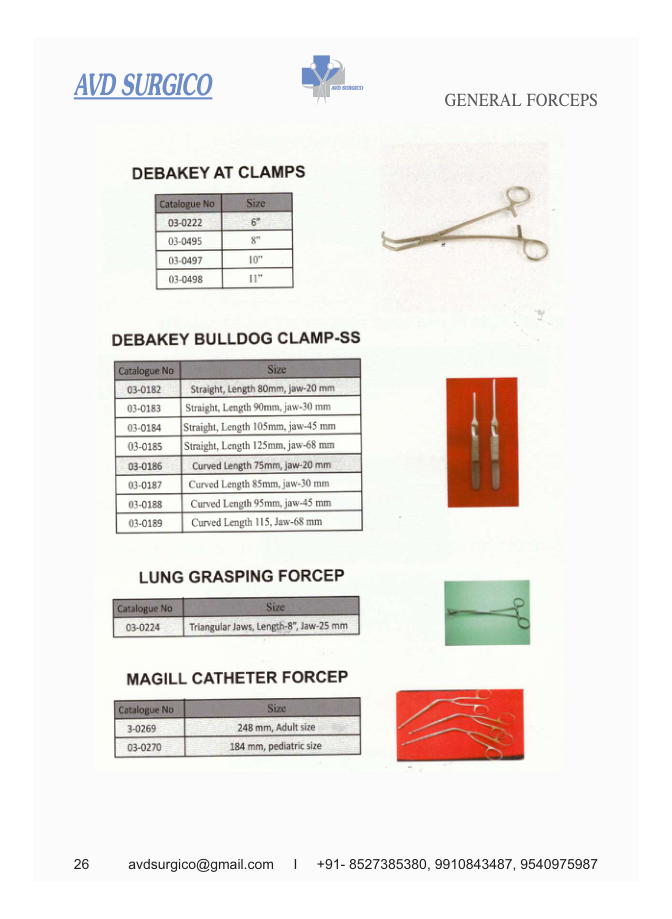 AVD SURGICO
AVD SURGICO
GENERAL FORCEPS
DEBAKEY AT CLAMPS
Catalogue No Size
03-0222 6"
03-0495 8"
03-0497 10"
03-0498 11"
DEBAKEY BULLDOG CLAMP-SS
Catalogue No Size
03-0182 Straight, Length 80mm, jaw-20 mm
03-0183 Straight, Length 90mm, jaw-30 mm
03-0184 Straight, Length 105mm, jaw-45 mm
03-0185 Straight, Length 125mm, jaw-68 mm
03-0186 Curved Length 75mm, jaw-20 mm
03-0187 Curved Length 85mm, jaw-30 mm
03-0188 Curved Length 95mm, jaw-45 mm
03-0189 Curved Length 115, Jaw-68 mm
LUNG GRASPING FORCEP
Catalogue No Size
03-0224 Triangular Jaws, Length-8", Jaw-25 mm
MAGILL CATHETER FORCEP
Catalogue No Size
3-0269 248 mm, Adult size
03-0270 184 mm, pediatric size
26 avdsurgico@gmail.com I +91- 8527385380, 9910843487, 9540975987